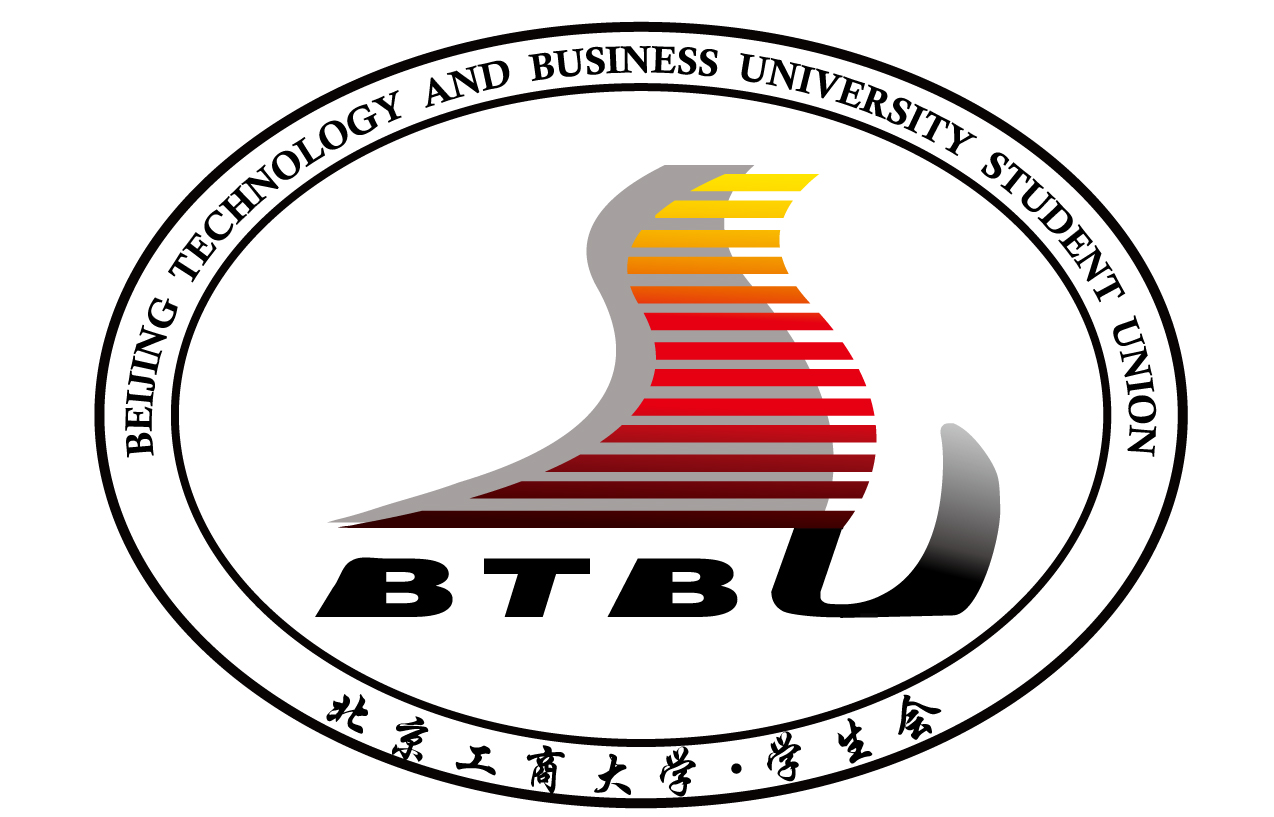 BEIJING TECHNOLOGY AND BUSINESS UNIVERSITY STUDENT UNION
BTBU
北京工商大学·学生会